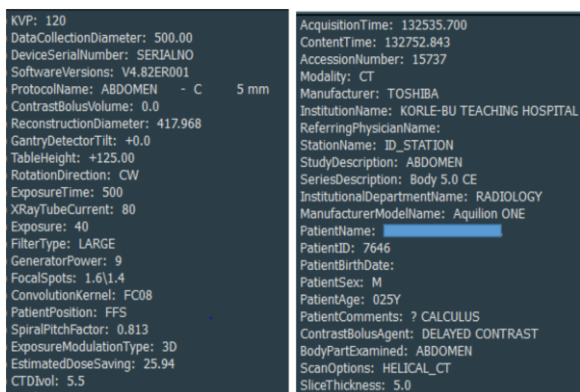 KVP: 120
DataCollectionDiameter: 500.00
DeviceSerialNumber: SERIALNO
SoftwareVersions: V4.82ER001
ProtocolName: ABDOMEN - C 5 mm
ContrastBolusVolume: 0.0
ReconstructionDiameter: 417.968
GantryDetectorTilt: +0.0
TableHeight: +125.00
RotationDirection: CW
ExposureTime: 500
XRayTubeCurrent: 80
Exposure: 40
FilterType: LARGE
GeneratorPower: 9
FocalSpots: 1.6\1.4
ConvolutionKernel: FC08
PatientPosition: FFS
SpiralPitchFactor: 0.813
ExposureModulationType: 3D
EstimatedDoseSaving: 25.94
CTDIvol: 5.5
AcquisitionTime: 132535.700
ContentTime: 132752.843
AccessionNumber: 15737
Modality: CT
Manufacturer: TOSHIBA
InstitutionName: KORLE-BU TEACHING HOSPITAL
ReferringPhysicianName:
StationName: ID_STATION
StudyDescription: ABDOMEN
SeriesDescription: Body 5.0 CE
InstitutionalDepartmentName: RADIOLOGY
ManufacturerModelName: Aquilion ONE
PatientName:
PatientID: 7646
PatientBirthDate:
PatientSex: M
PatientAge: 025Y
PatientComments: ? CALCULUS
ContrastBolusAgent: DELAYED CONTRAST
BodyPartExamined: ABDOMEN
ScanOptions: HELICAL_CT
SliceThickness: 5.0